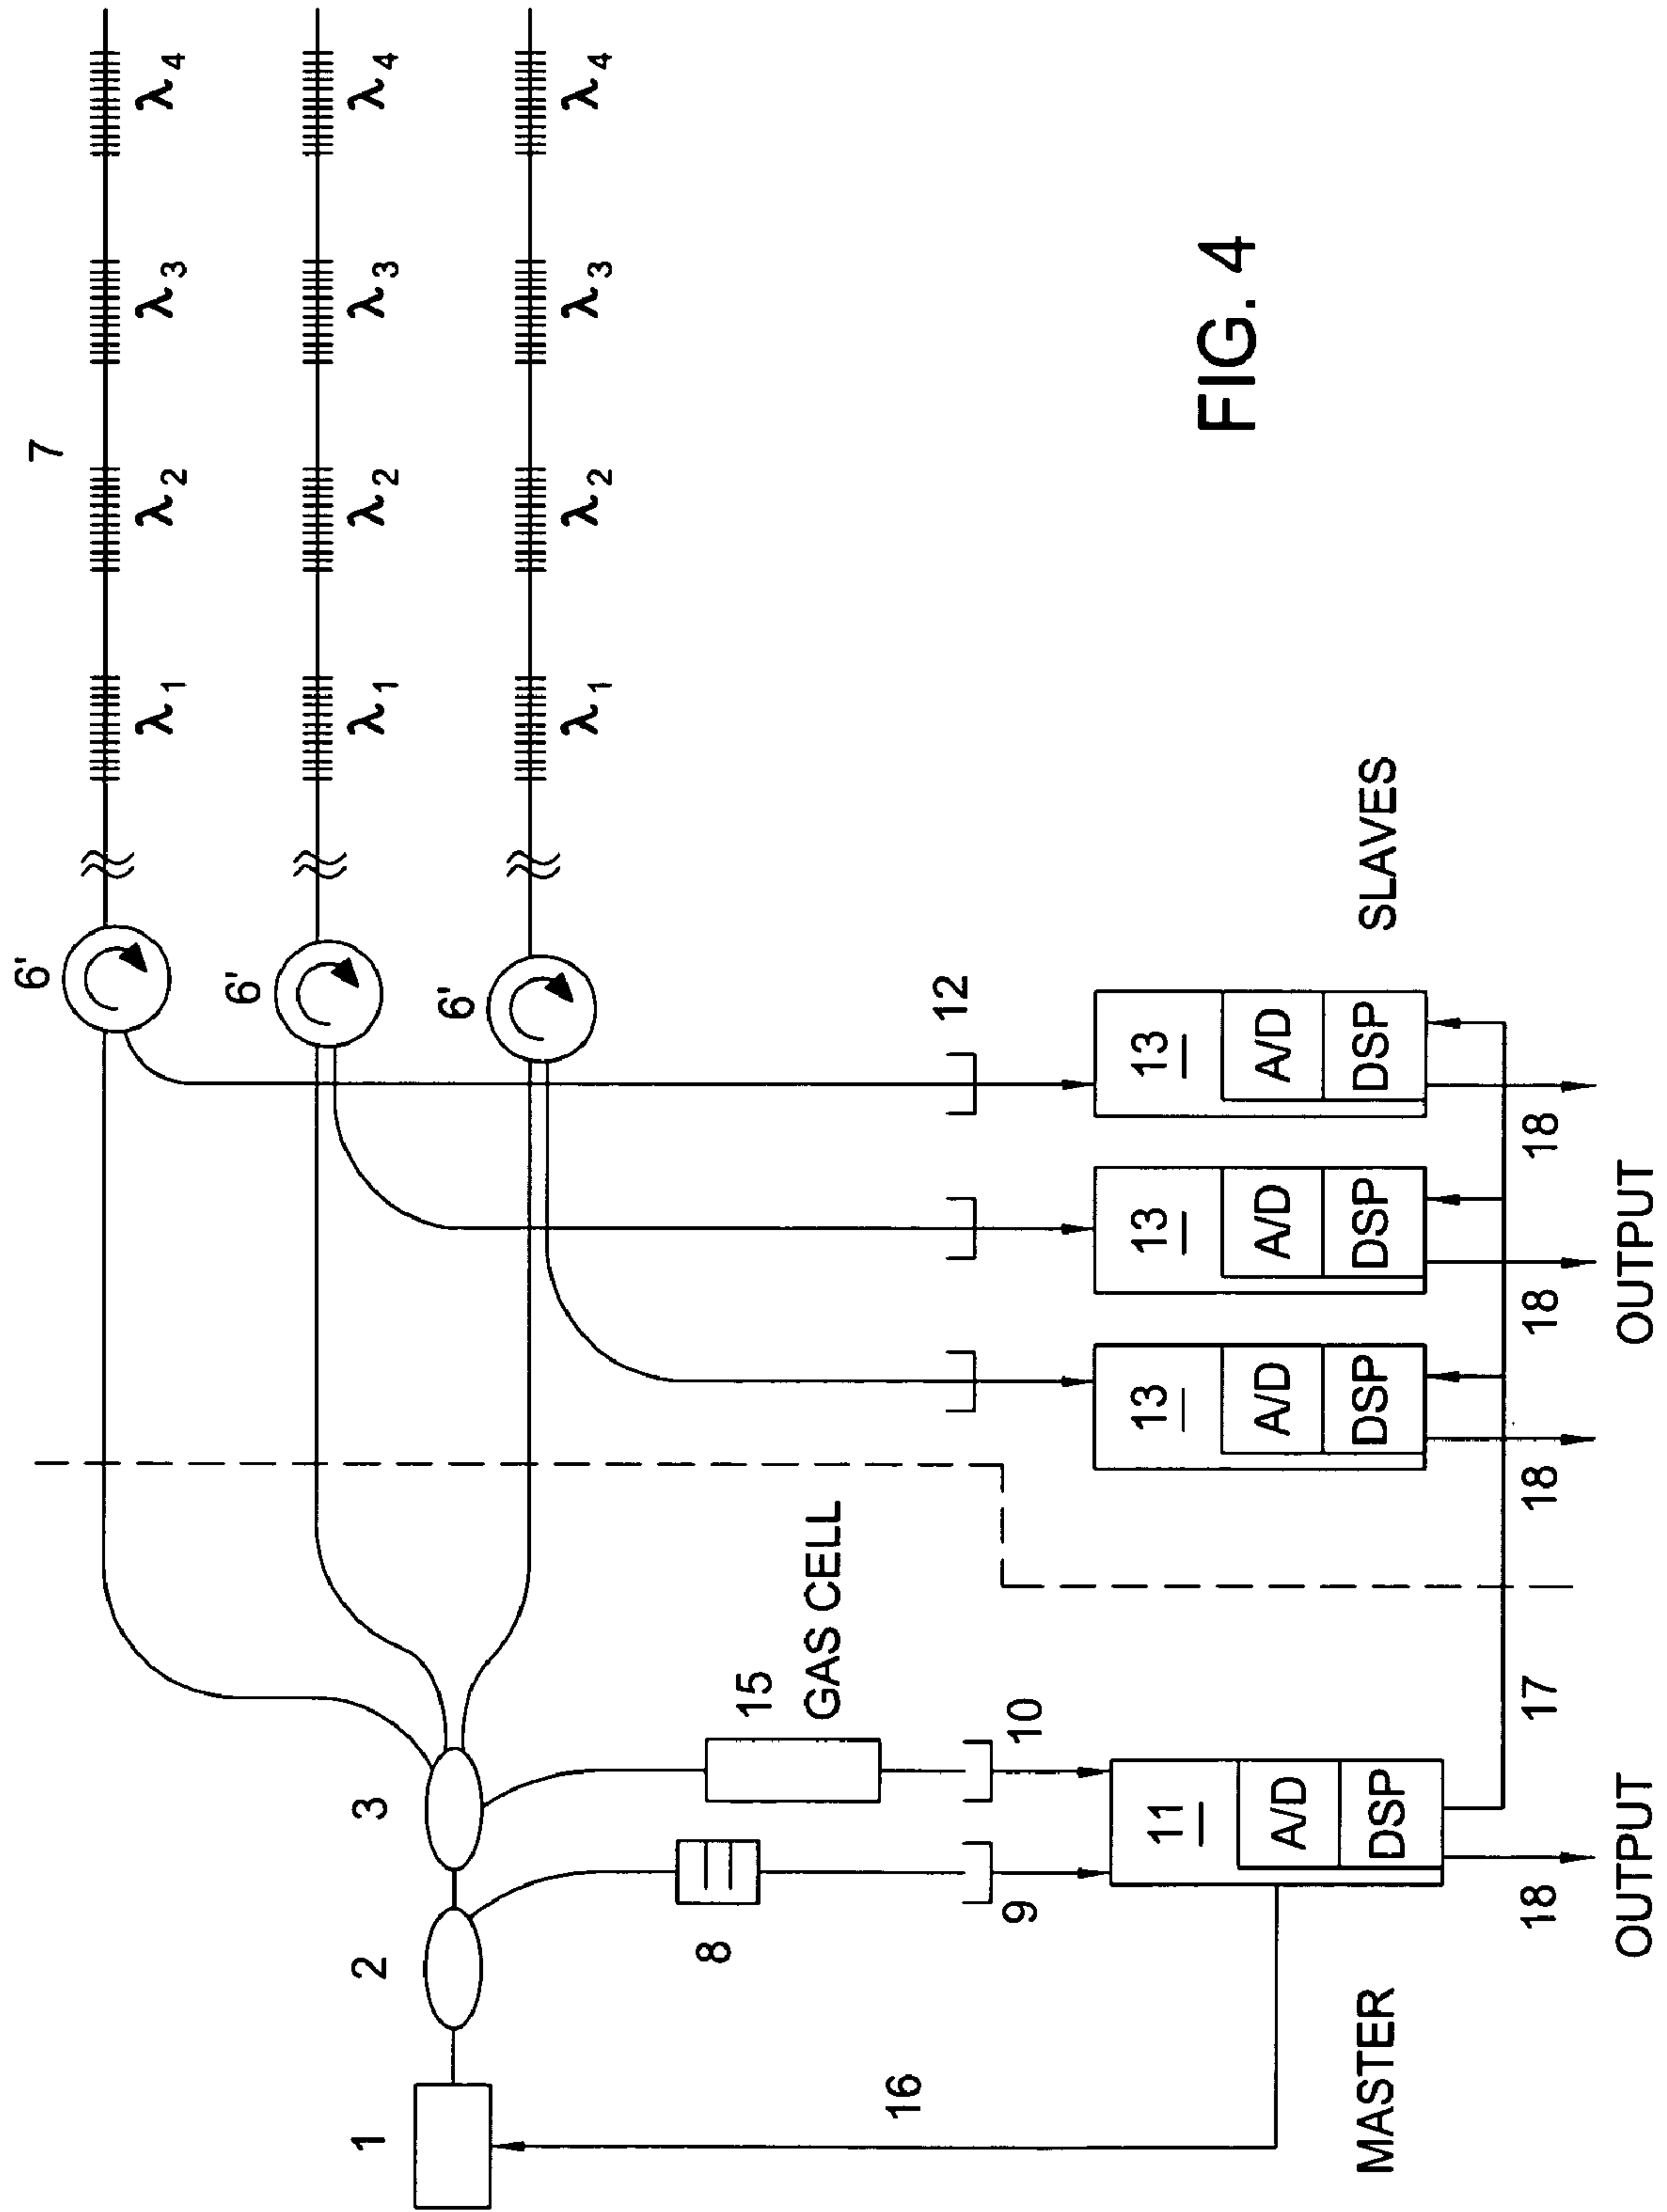 7
6' λ1 λ2 λ3 λ4
6' λ1 λ2 λ3 λ4
6' λ1 λ2 λ3 λ4
1 2 3
8
15
GAS CELL
16
9 10 12
11 13 13 13
A/D A/D A/D A/D
DSP DSP DSP DSP
MASTER SLAVES
18 17 18 18 18
OUTPUT OUTPUT
FIG. 4